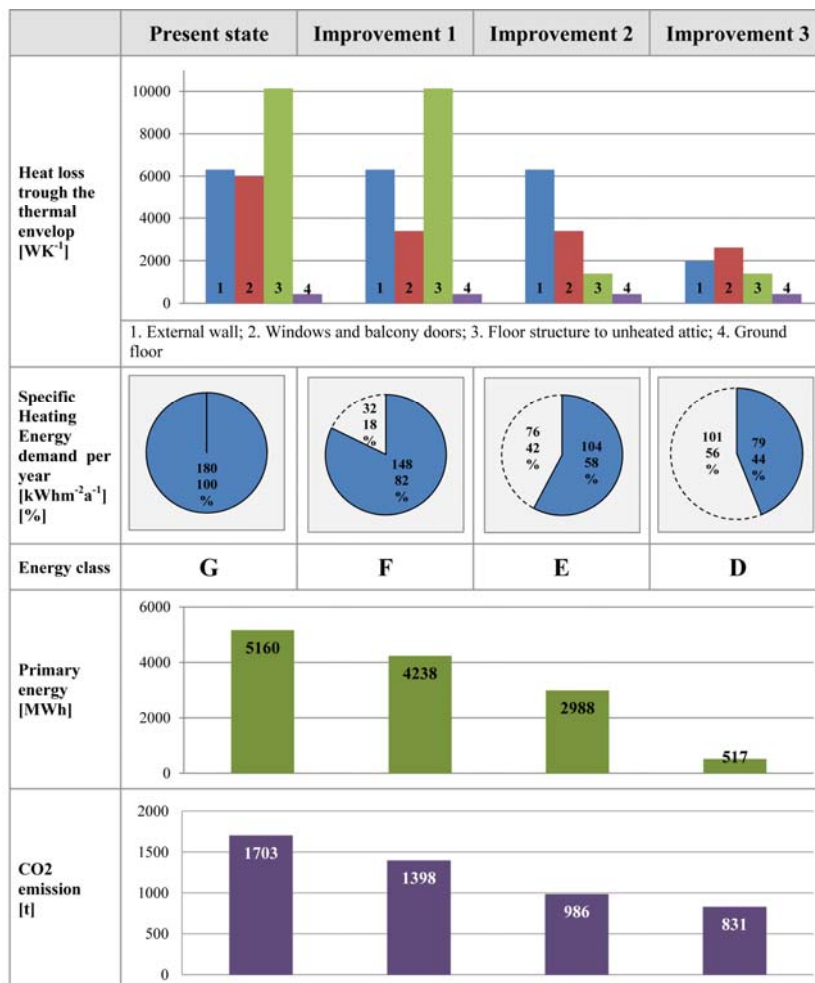 Present state Improvement 1 Improvement 2 Improvement 3
Heat loss
trough the
thermal
envelop
[WK⁻¹]
10000
8000
6000
4000
2000
0
1 2 3 4
1 2 3 4
1 2 3 4
1 2 3 4
1. External wall; 2. Windows and balcony doors; 3. Floor structure to unheated attic; 4. Ground
floor
Specific
Heating
Energy
demand per
year
[kWhm⁻²a⁻¹]
[%]
180
100
%
32
18
%
148
82
%
76
42
%
104
58
%
101
56
%
79
44
%
Energy class G F E D
Primary
energy
[MWh]
6000
4000
2000
0
5160
4238
2988
517
CO2
emission
[t]
2000
1500
1000
500
0
1703
1398
986
831